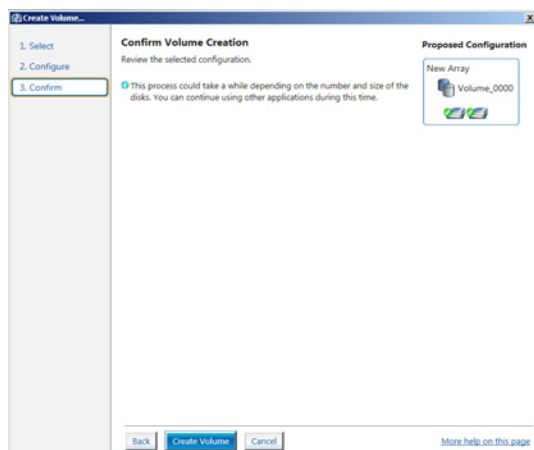 Create Volume...
1. Select
2. Configure
3. Confirm
Confirm Volume Creation
Review the selected configuration.
This process could take a while depending on the number and size of the
disks. You can continue using other applications during this time.
Proposed Configuration
New Array
Volume_0000
Back
Create Volume
Cancel
More help on this page